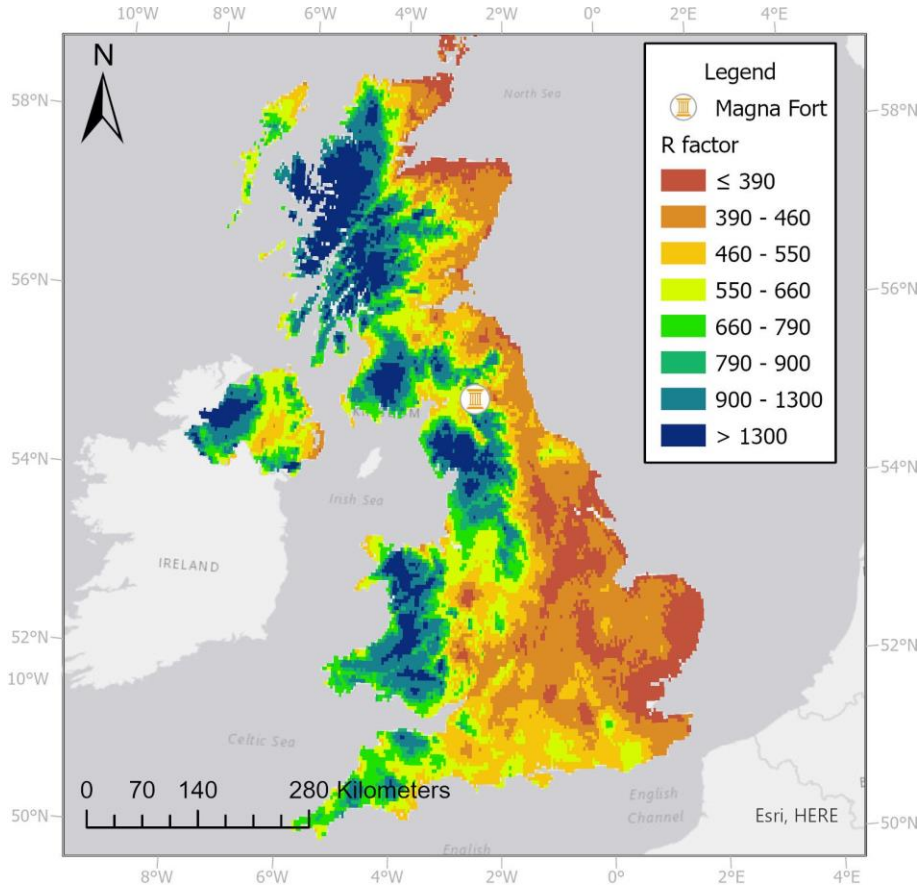 10°W 8°W 6°W 4°W 2°W 0° 2°E 4°E
N
58°N
North Sea
Legend
Magna Fort
R factor
≤ 390
390 - 460
460 - 550
550 - 660
660 - 790
790 - 900
900 - 1300
> 1300
58°N
56°N
56°N
54°N
54°N
Irish Sea
IRELAND
52°N
52°N
10°W
Celtic Sea
0 70 140 280 Kilometers
English
Channel
Esri, HERE
50°N
50°N
English
8°W 6°W 4°W 2°W 0° 2°E 4°E